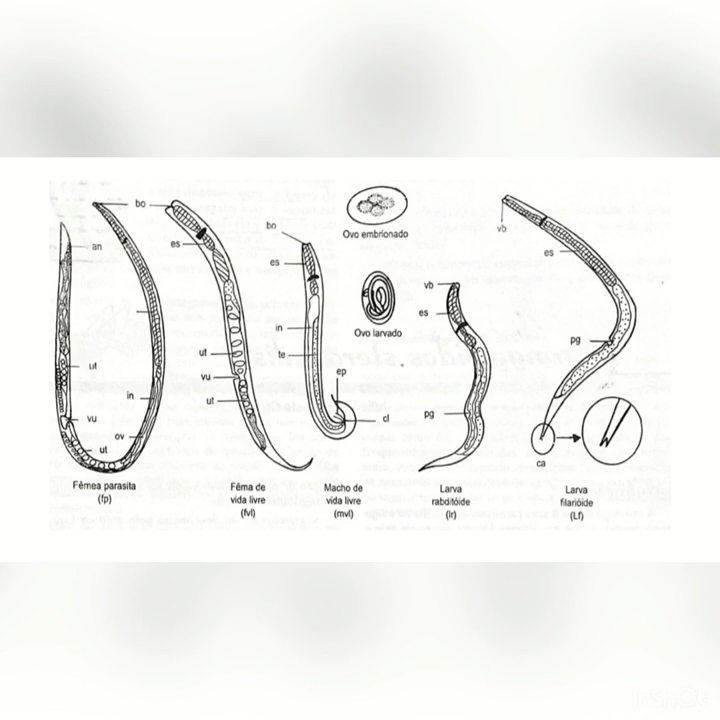 bo
an
ut
vu
ut
in
ov
Fêmea parasita
(fp)
es
ut
vu
ut
Fêma de
vida livre
(fvl)
bo
es
in
te
ep
cl
Macho de
vida livre
(mvl)
Ovo embrionado
Ovo larvado
vb
es
pg
Larva
rabditóide
(lr)
vb
es
pg
ca
Larva
filarióide
(Lf)